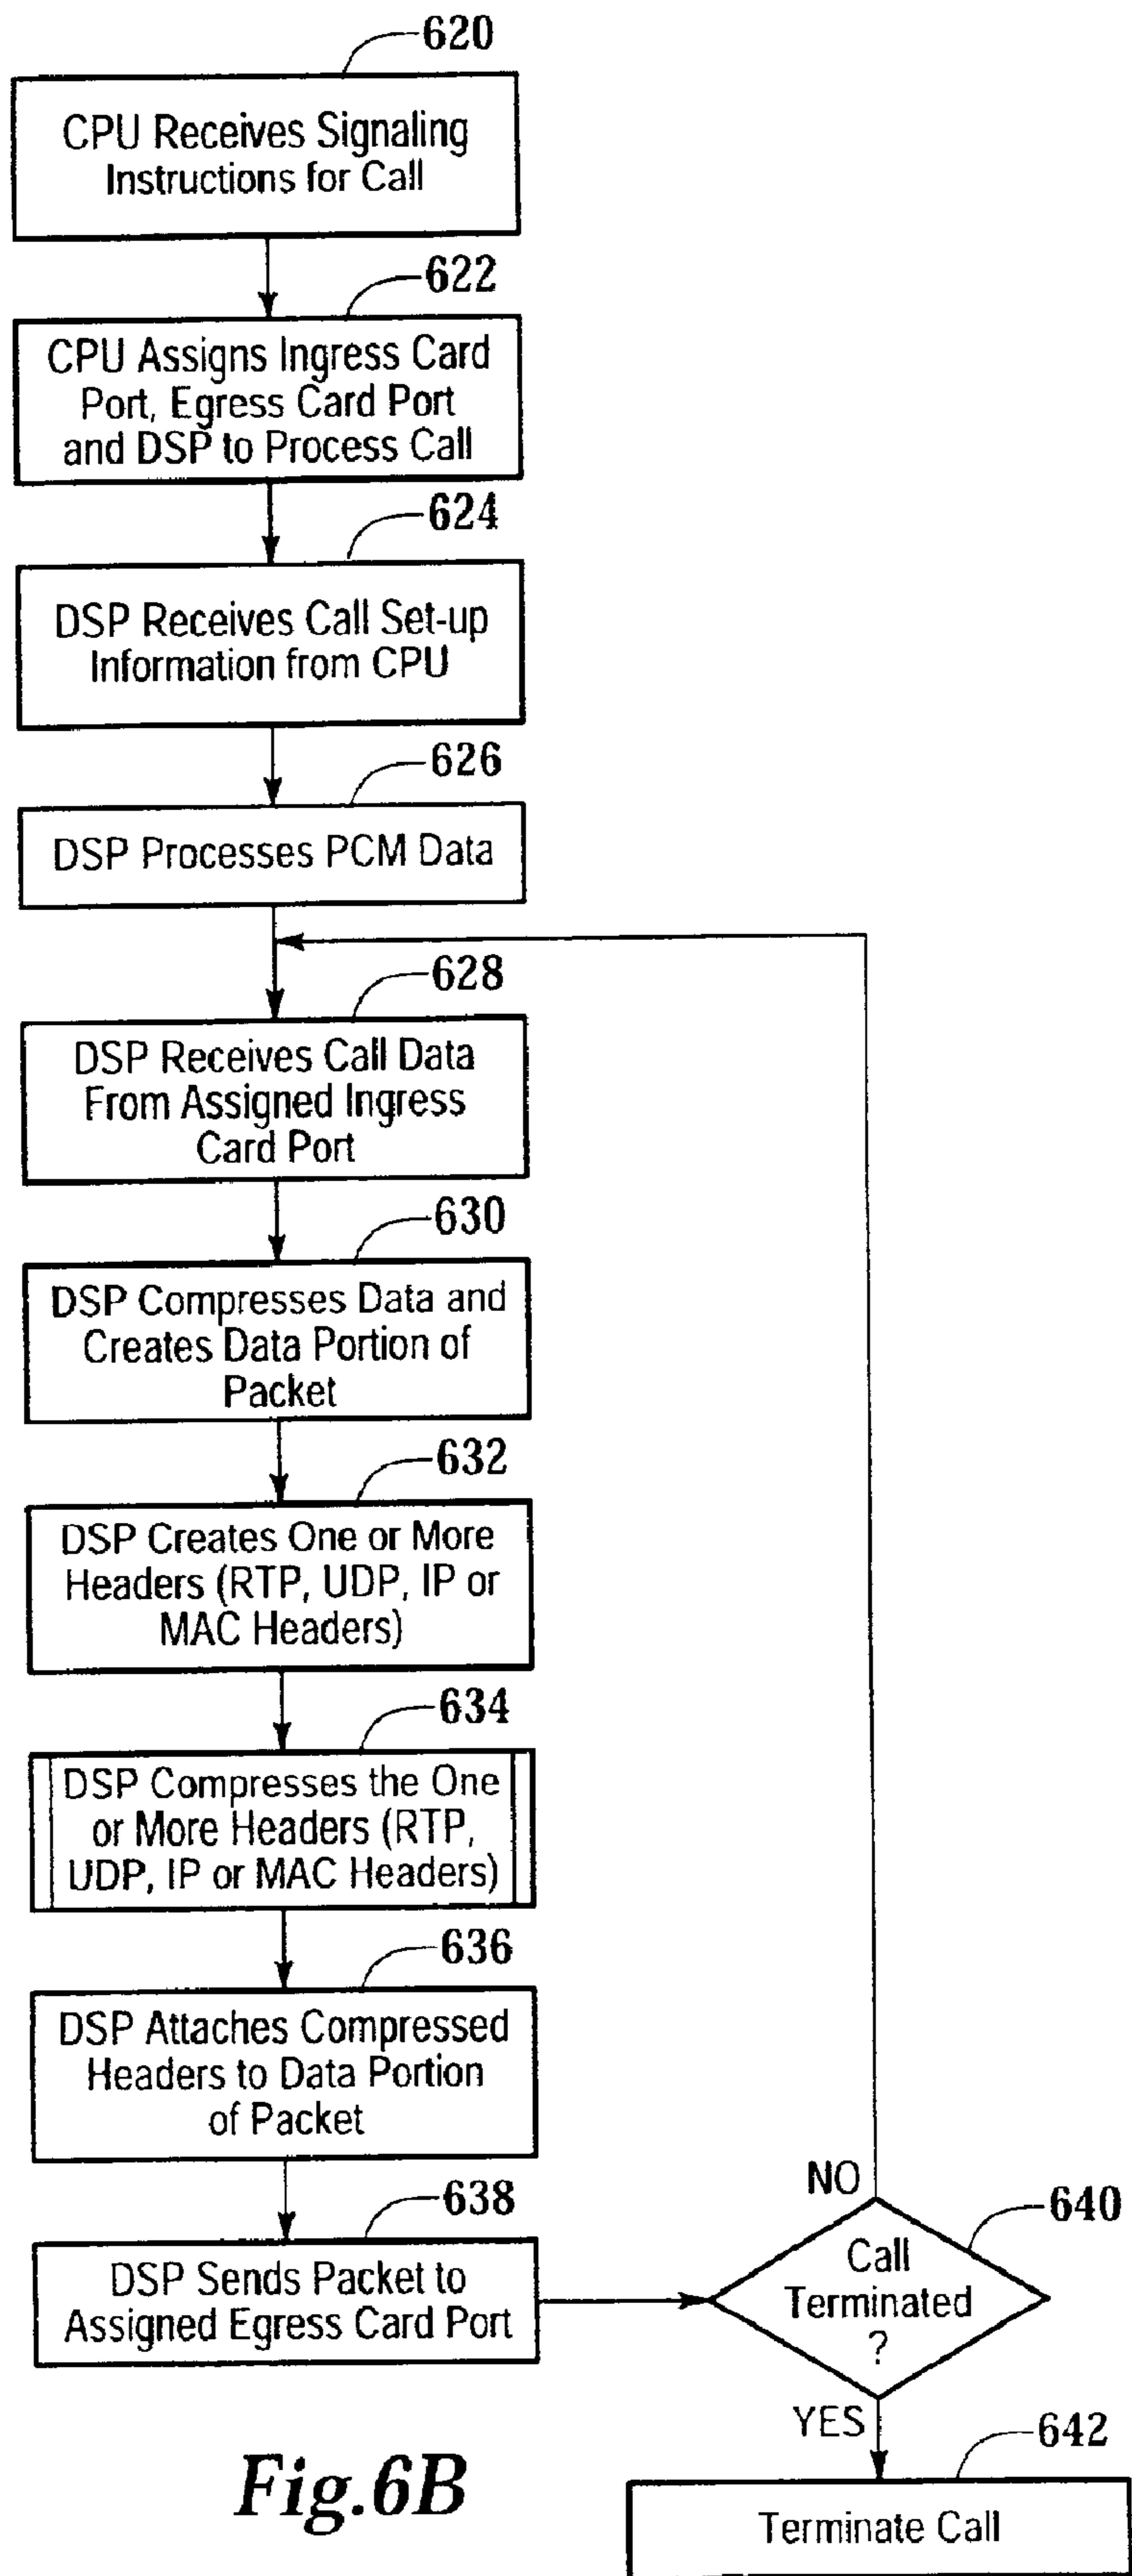 620
CPU Receives Signaling
Instructions for Call
622
CPU Assigns Ingress Card
Port, Egress Card Port
and DSP to Process Call
624
DSP Receives Call Set-up
Information from CPU
626
DSP Processes PCM Data
628
DSP Receives Call Data
From Assigned Ingress
Card Port
630
DSP Compresses Data and
Creates Data Portion of
Packet
632
DSP Creates One or More
Headers (RTP, UDP, IP or
MAC Headers)
634
DSP Compresses the One
or More Headers (RTP,
UDP, IP or MAC Headers)
636
DSP Attaches Compressed
Headers to Data Portion
of Packet
638
DSP Sends Packet to
Assigned Egress Card Port
NO
640
Call
Terminated
?
YES
642
Terminate Call
Fig.6B